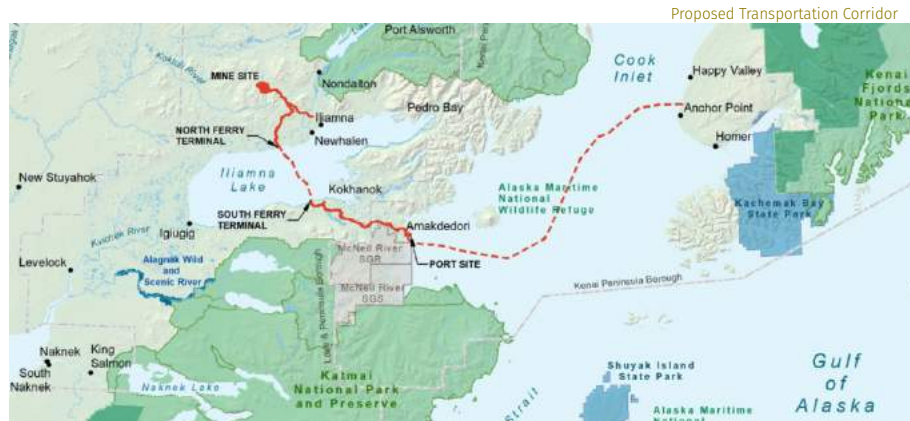 Proposed Transportation Corridor
Port Alsworth
Cook
Inlet
Happy Valley
Kenai
Fjords
National
Park
MINE SITE
Nondalton
Pedro Bay
Anchor Point
Iliamna
Newhalen
Homer
NORTH FERRY
TERMINAL
New Stuyahok
Iliamna
Lake
Kokhanok
Alaska Maritime
National
Wildlife Refuge
Kachemak Bay
State Park
SOUTH FERRY
TERMINAL
Igiugig
Amakdedori
Kvichak River
McNeil River
SGR
PORT SITE
Levelock
Alagnak Wild
and
Scenic River
McNeil River
SGS
Kenai Peninsula Borough
Lake & Peninsula Borough
Naknek
King
Salmon
South
Naknek
Naknek Lake
Katmai
National Park
and Preserve
Strait
Shuyak Island
State Park
Gulf
of
Alaska
Alaska Maritime
National